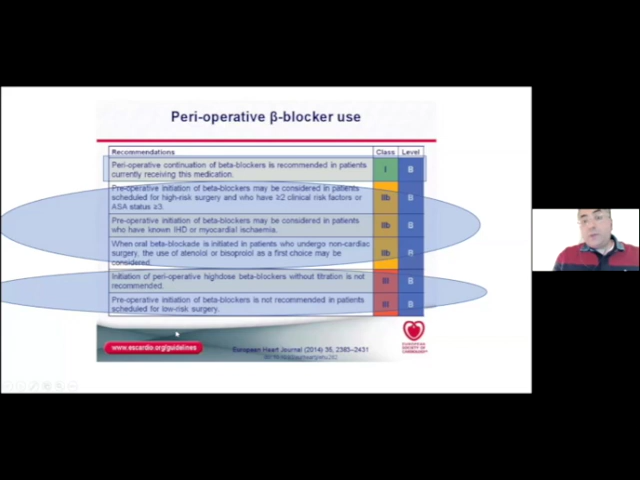 Peri-operative β-blocker use
Recommendations Class Level
Peri-operative continuation of beta-blockers is recommended in patients
currently receiving this medication. I B
Pre-operative initiation of beta-blockers may be considered in patients
scheduled for high-risk surgery and who have ≥2 clinical risk factors or
ASA status ≥3. IIb B
Pre-operative initiation of beta-blockers may be considered in patients
who have known IHD or myocardial ischaemia. IIb B
When oral beta-blockade is initiated in patients who undergo non-cardiac
surgery, the use of atenolol or bisoprolol as a first choice may be
considered. IIb B
Initiation of peri-operative highdose beta-blockers without titration is not
recommended. III B
Pre-operative initiation of beta-blockers is not recommended in patients
scheduled for low-risk surgery. III B
www.escardio.org/guidelines
European Heart Journal (2014) 35, 2383–2431
EUROPEAN
SOCIETY OF
CARDIOLOGY